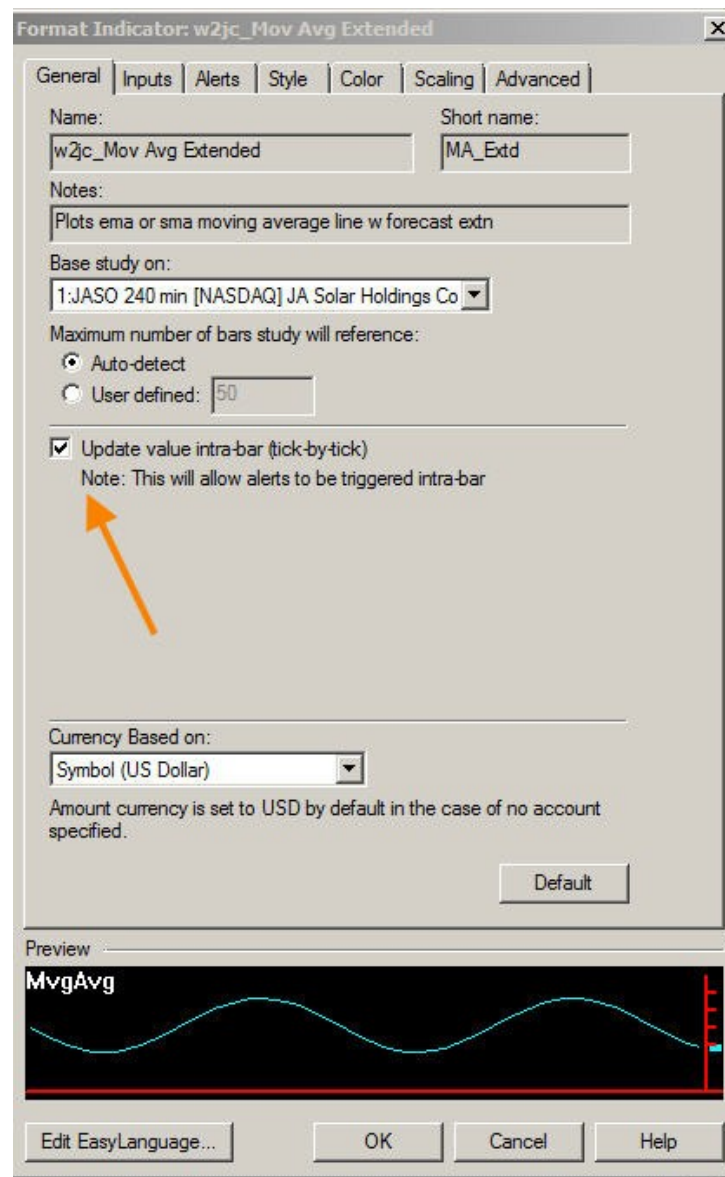 Format Indicator: w2jc_Mov Avg Extended
General Inputs Alerts Style Color Scaling Advanced
Name: Short name:
w2jc_Mov Avg Extended MA_Extd
Notes:
Plots ema or sma moving average line w forecast extn
Base study on:
1:JASO 240 min [NASDAQ] JA Solar Holdings Co
Maximum number of bars study will reference:
Auto-detect
User defined: 50
Update value intra-bar (tick-by-tick)
Note: This will allow alerts to be triggered intra-bar
Currency Based on:
Symbol (US Dollar)
Amount currency is set to USD by default in the case of no account
specified.
Default
Preview
MvgAvg
Edit EasyLanguage... OK Cancel Help